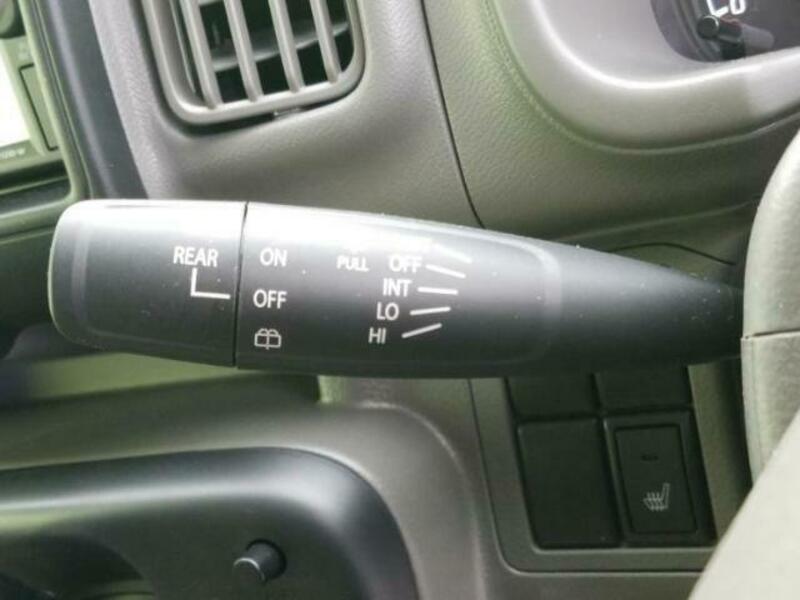 REAR
ON
OFF
PULL
OFF
INT
LO
HI